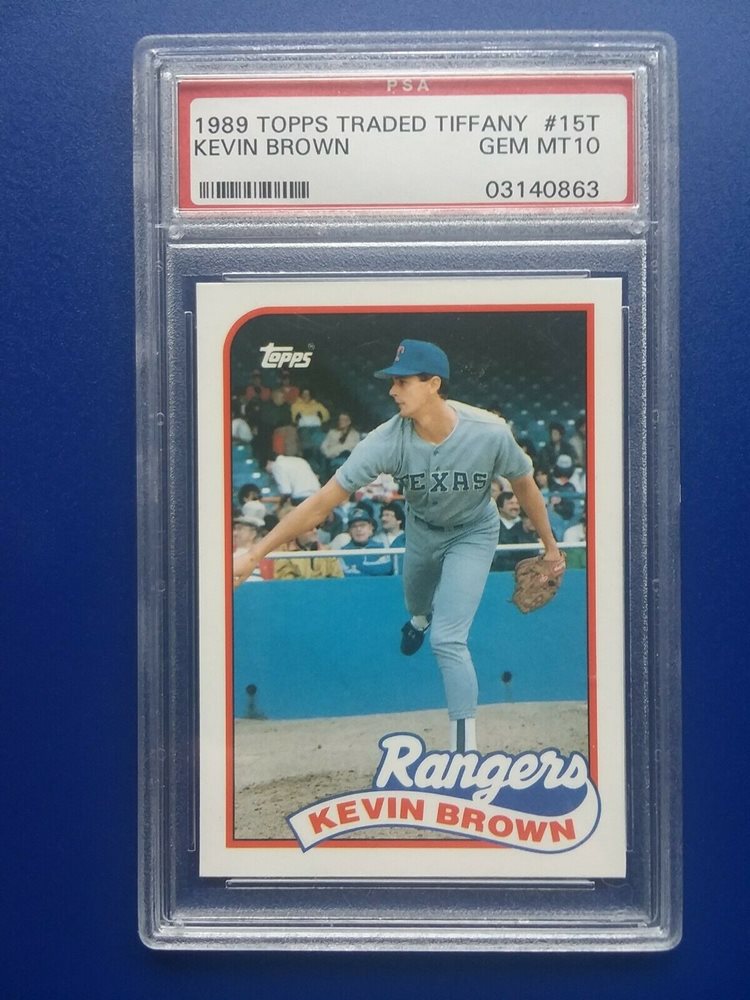 PSA
1989 TOPPS TRADED TIFFANY #15T
KEVIN BROWN GEM MT10
03140863
Topps
T
TEXAS
Rangers
KEVIN BROWN